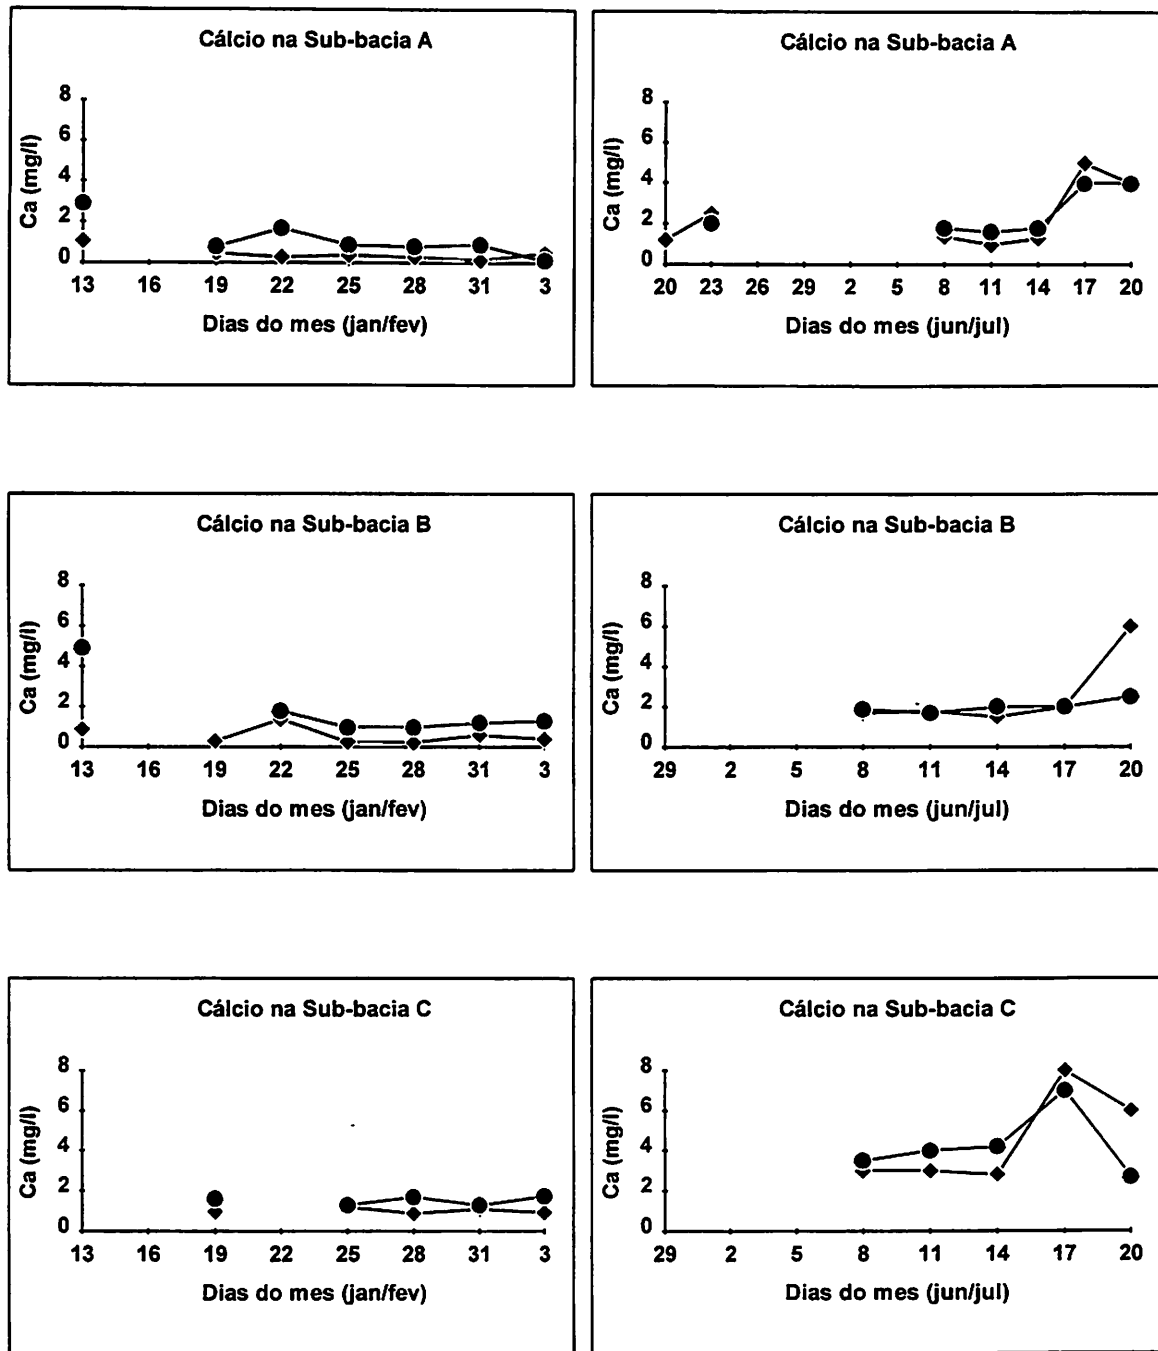 Cálcio na Sub-bacia A
8
6
4
2
0
Ca (mg/l)
13 16 19 22 25 28 31 3
Dias do mes (jan/fev)
Cálcio na Sub-bacia A
8
6
4
2
0
Ca (mg/l)
20 23 26 29 2 5 8 11 14 17 20
Dias do mes (jun/jul)
Cálcio na Sub-bacia B
8
6
4
2
0
Ca (mg/l)
13 16 19 22 25 28 31 3
Dias do mes (jan/fev)
Cálcio na Sub-bacia B
8
6
4
2
0
Ca (mg/l)
29 2 5 8 11 14 17 20
Dias do mes (jun/jul)
Cálcio na Sub-bacia C
8
6
4
2
0
Ca (mg/l)
13 16 19 22 25 28 31 3
Dias do mes (jan/fev)
Cálcio na Sub-bacia C
8
6
4
2
0
Ca (mg/l)
29 2 5 8 11 14 17 20
Dias do mes (jun/jul)